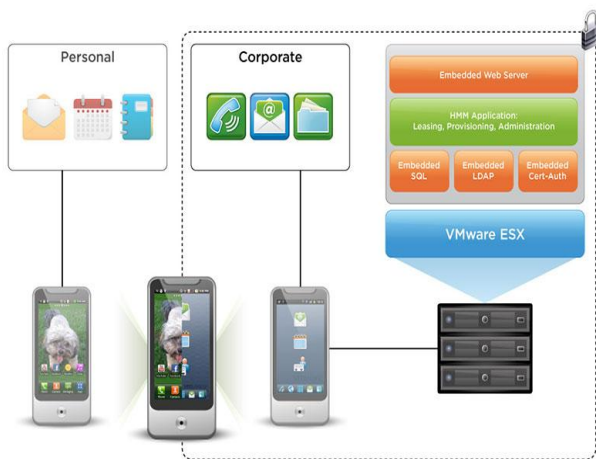 Personal
Corporate
@
Embedded Web Server
HMM Application:
Leasing, Provisioning, Administration
Embedded
SQL
Embedded
LDAP
Embedded
Cert-Auth
VMware ESX